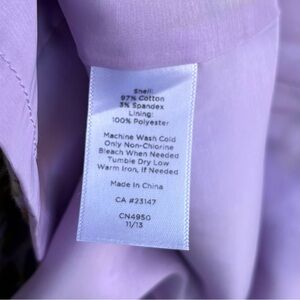 Shell:
97% Cotton
3% Spandex
Lining:
100% Polyester
Machine Wash Cold
Only Non-Chlorine
Bleach When Needed
Tumble Dry Low
Warm Iron, If Needed
Made in China
CA #23147
CN4950
11/13